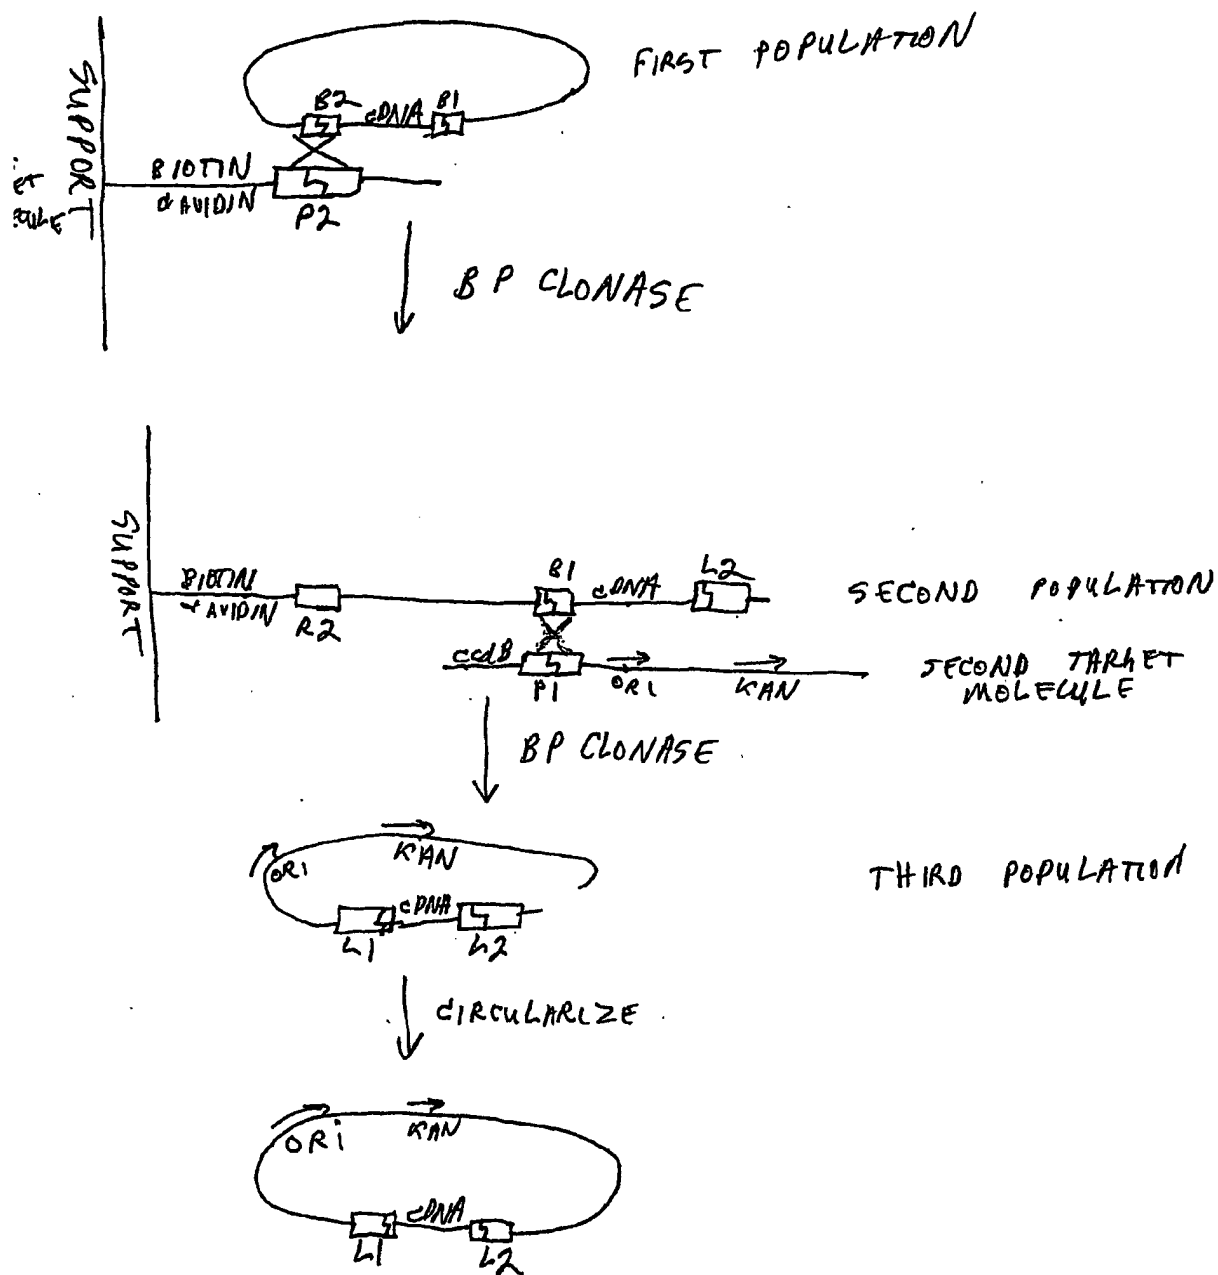 FIRST POPULATION
B2 cDNA B1
SUPPORT
BIOTIN
AVIDIN
P2
BP CLONASE
SUPPORT
BIOTIN
AVIDIN
R2
B1 cDNA L2
SECOND POPULATION
ccdB P1 ORI KAN
SECOND TARGET
MOLECULE
BP CLONASE
ORI KAN
THIRD POPULATION
L1 cDNA L2
CIRCULARIZE
ORI KAN
L1 cDNA L2